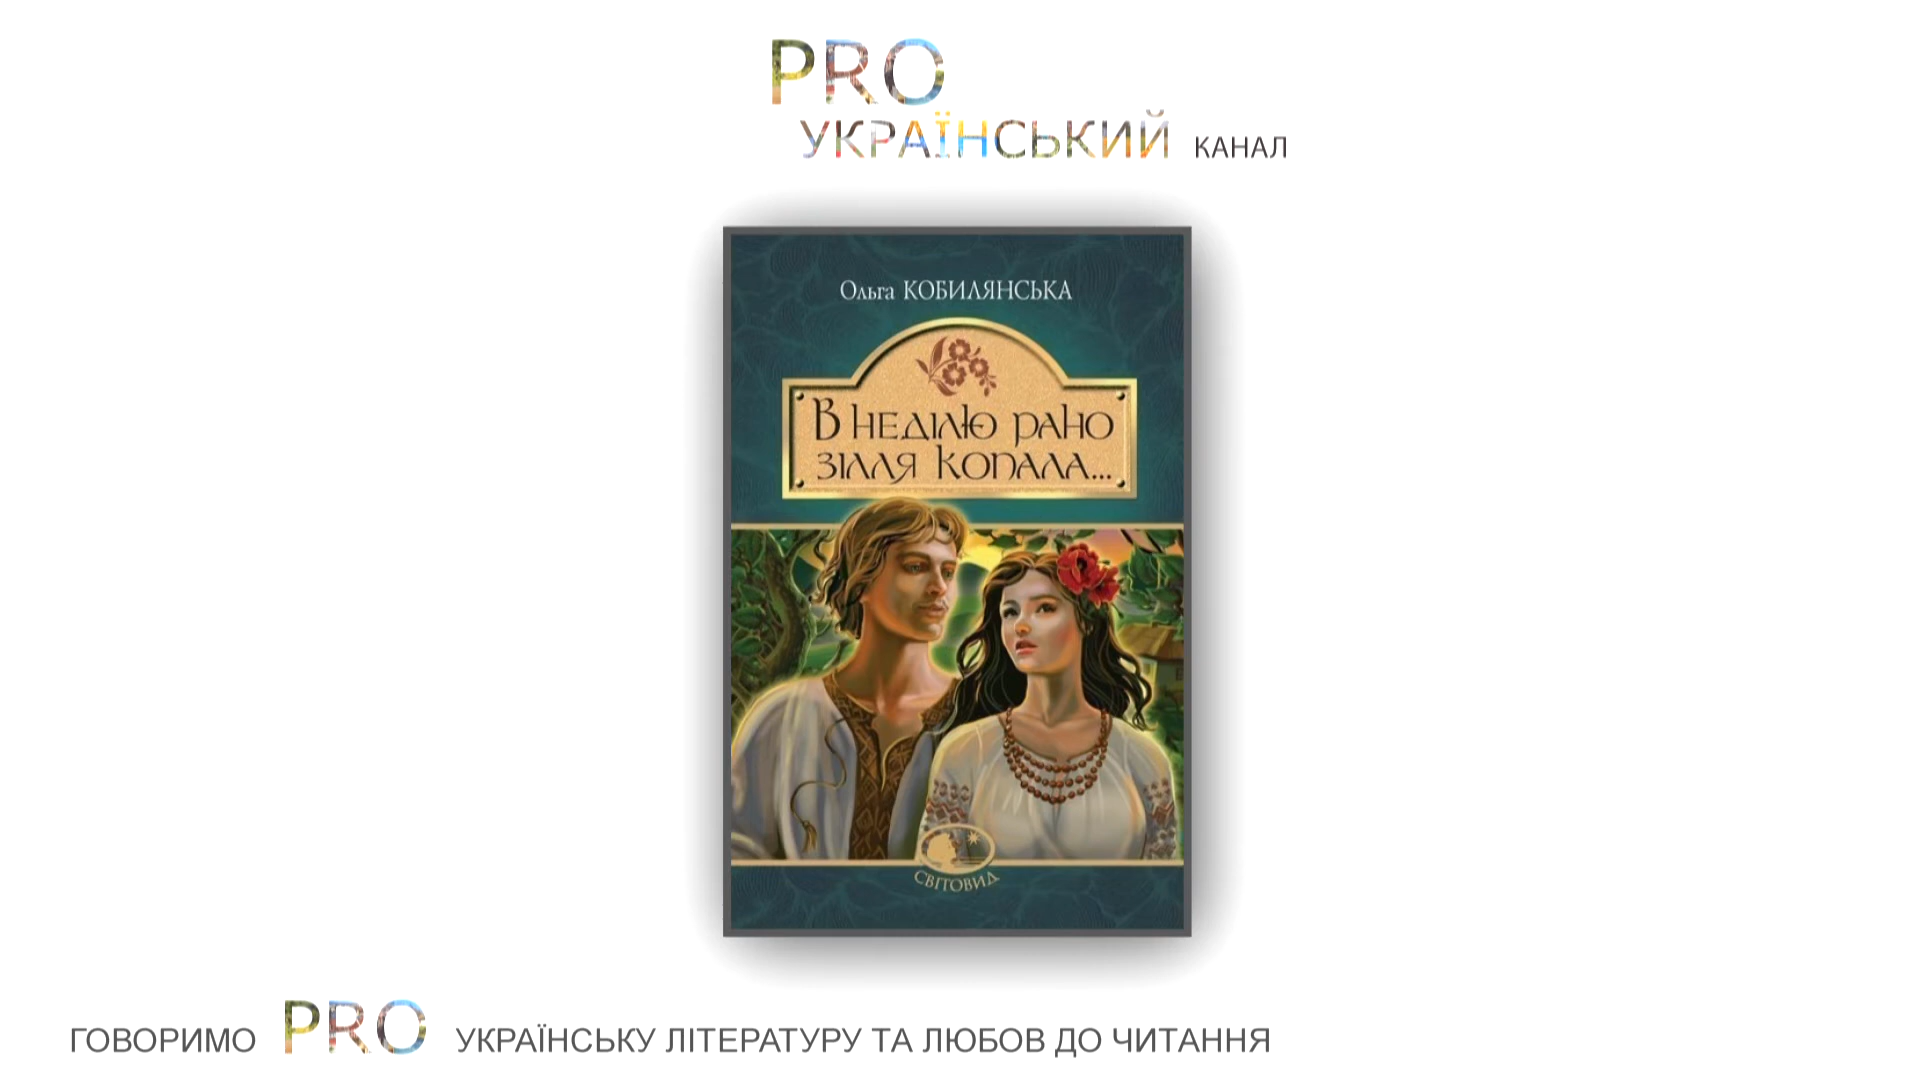 PRO
УКРАЇНСЬКИЙ КАНАЛ
Ольга КОБИЛЯНСЬКА
В НЕДІЛЮ РАНО
ЗІЛЛЯ КОПАЛА...
СВІТОВИД
ГОВОРИМО PRO УКРАЇНСЬКУ ЛІТЕРАТУРУ ТА ЛЮБОВ ДО ЧИТАННЯ